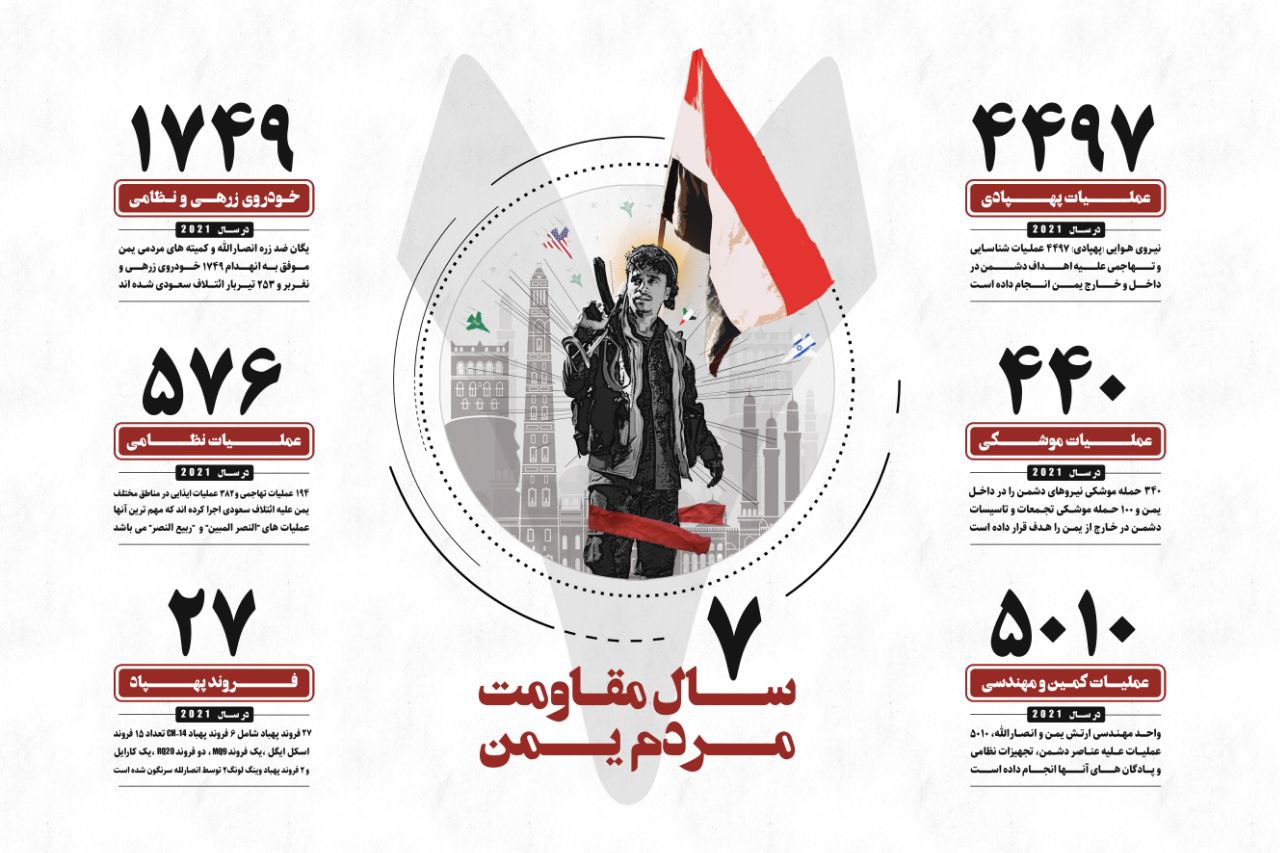 ۴۴۹۷
عملیات پهپادی
در سال 2021
نیروی هوایی (پهپادی) ۴۴۹۷ عملیات شناسایی
و تهاجمی علیه اهداف دشمن در
داخل و خارج یمن انجام داده است
۴۴۰
عملیات موشکی
در سال 2021
۳۴۰ حمله موشکی نیروهای دشمن را در داخل
یمن و ۱۰۰ حمله موشکی تجمعات و تاسیسات
دشمن در خارج از یمن را هدف قرار داده است
۵۰۱۰
عملیات کمین و مهندسی
در سال 2021
واحد مهندسی ارتش یمن و انصارالله، ۵۰۱۰
عملیات علیه عناصر دشمن، تجهیزات نظامی
و پادگان های آنها انجام داده است
۷
سال مقاومت
مردم یمن
۱۷۴۹
خودروی زرهی و نظامی
در سال 2021
یگان ضد زره انصارالله و کمیته های مردمی یمن
موفق به انهدام ۱۷۴۹ خودروی زرهی و
نفربر و ۲۵۳ تیربار ائتلاف سعودی شده اند
۵۷۶
عملیات نظامی
در سال 2021
۱۹۴ عملیات تهاجمی و ۳۸۲ عملیات ایذایی در مناطق مختلف
یمن علیه ائتلاف سعودی اجرا کرده اند که مهم ترین آنها
عملیات های -النصر المبین- و -ربیع النصر- می باشد
۲۷
فروند پهپاد
در سال 2021
۲۷ فروند پهپاد شامل ۶ فروند پهپاد CH-14 تعداد ۱۵ فروند
اسکل ایگل ، یک فروند MQ9 ، دو فروند RQ20 ، یک کارایل
و ۲ فروند پهپاد وینگ لونگ۲ توسط انصارلله سرنگون شده است